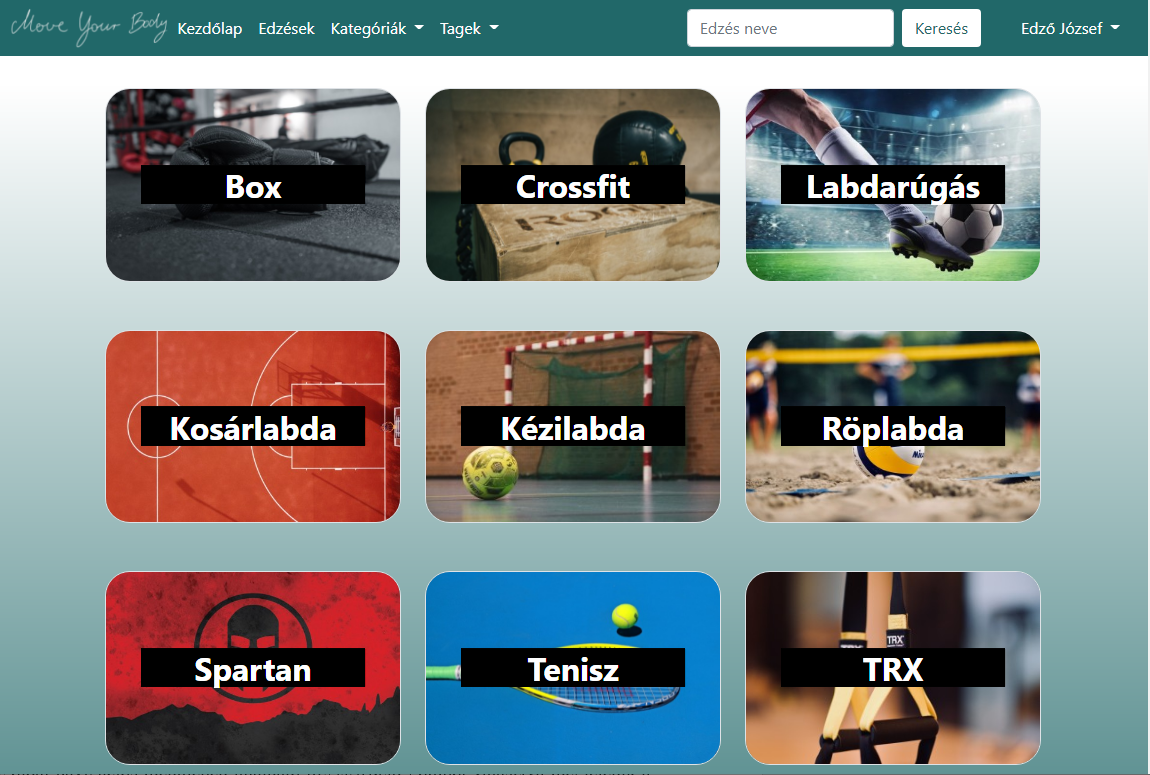 Move Your Body Kezdőlap Edzések Kategóriák Tagek Edzés neve Keresés Edző József
Box Crossfit Labdarúgás
Kosárlabda Kézilabda Röplabda
Spartan Tenisz TRX
TRX